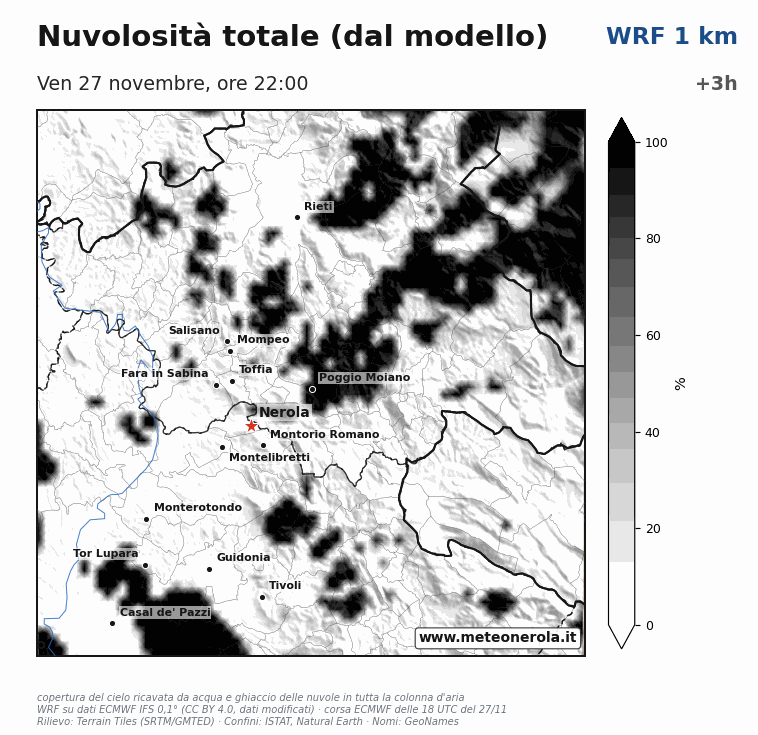 Nuvolosità totale (dal modello)
WRF 1 km
Ven 27 novembre, ore 22:00
+3h
Rieti
Salisano
Mompeo
Fara in Sabina
Toffia
Poggio Moiano
Nerola
Montorio Romano
Montelibretti
Monterotondo
Tor Lupara
Guidonia
Tivoli
Casal de' Pazzi
www.meteonerola.it
100
80
60
40
20
0
%
copertura del cielo ricavata da acqua e ghiaccio delle nuvole in tutta la colonna d'aria
WRF su dati ECMWF IFS 0,1° (CC BY 4.0, dati modificati) · corsa ECMWF delle 18 UTC del 27/11
Rilievo: Terrain Tiles (SRTM/GMTED) · Confini: ISTAT, Natural Earth · Nomi: GeoNames